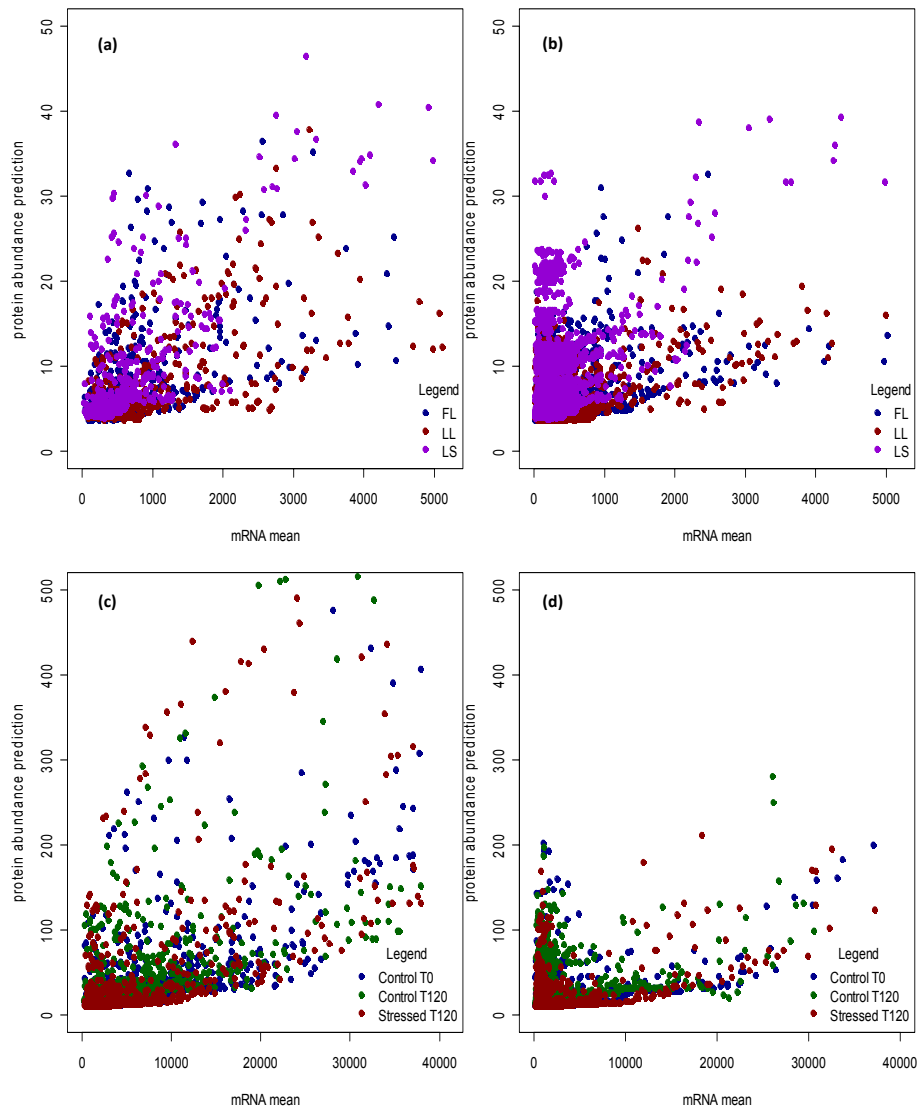 (a)
50
40
30
20
10
0
protein abundance prediction
Legend
FL
LL
LS
0 1000 2000 3000 4000 5000
mRNA mean
(b)
50
40
30
20
10
0
protein abundance prediction
Legend
FL
LL
LS
0 1000 2000 3000 4000 5000
mRNA mean
(c)
500
400
300
200
100
0
protein abundance prediction
Legend
Control T0
Control T120
Stressed T120
0 10000 20000 30000 40000
mRNA mean
(d)
500
400
300
200
100
0
protein abundance prediction
Legend
Control T0
Control T120
Stressed T120
0 10000 20000 30000 40000
mRNA mean